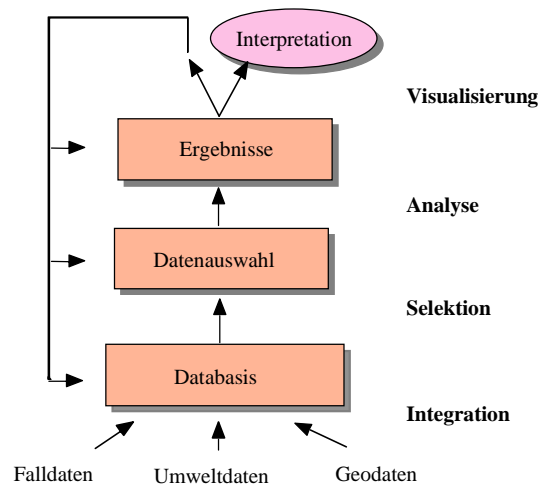 Interpretation
Visualisierung
Ergebnisse
Analyse
Datenauswahl
Selektion
Databasis
Integration
Falldaten
Umweltdaten
Geodaten